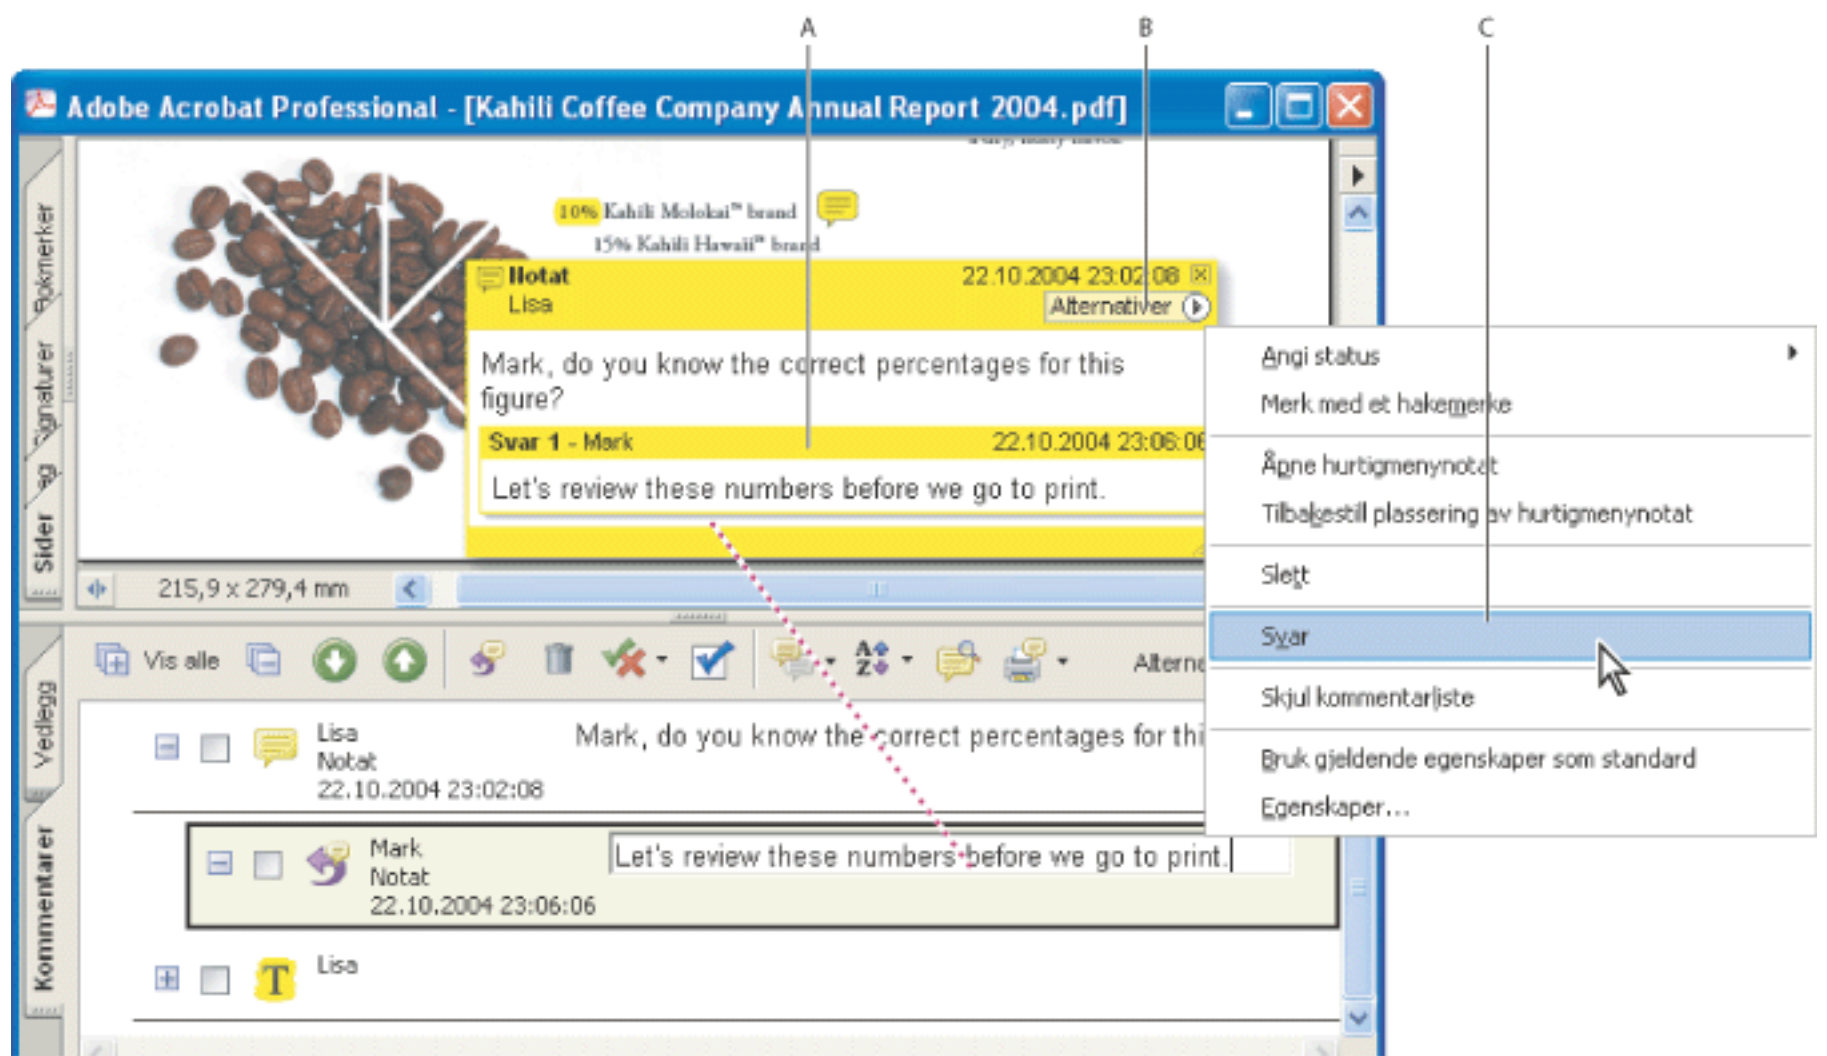 A B C
Adobe Acrobat Professional - [Kahili Coffee Company Annual Report 2004.pdf]
10% Kahili Molokai™ brand
15% Kahili Hawaii™ brand
Notat 22.10.2004 23:02:08
Lisa Alternativer
Mark, do you know the correct percentages for this
figure?
Svar 1 - Mark 22.10.2004 23:06:06
Let's review these numbers before we go to print.
Angi status
Merk med et hakemerke
Åpne hurtigmenynotat
Tilbakestill plassering av hurtigmenynotat
Slett
Svar
Skjul kommentarliste
Bruk gjeldende egenskaper som standard
Egenskaper...
Bokmerker
Signaturer
ag
Sider
215,9 x 279,4 mm
Vedlegg
Kommentarer
Vis alle A Z Alterne
Lisa Mark, do you know the correct percentages for thi
Notat
22.10.2004 23:02:08
Mark Let's review these numbers before we go to print.
Notat
22.10.2004 23:06:06
T Lisa